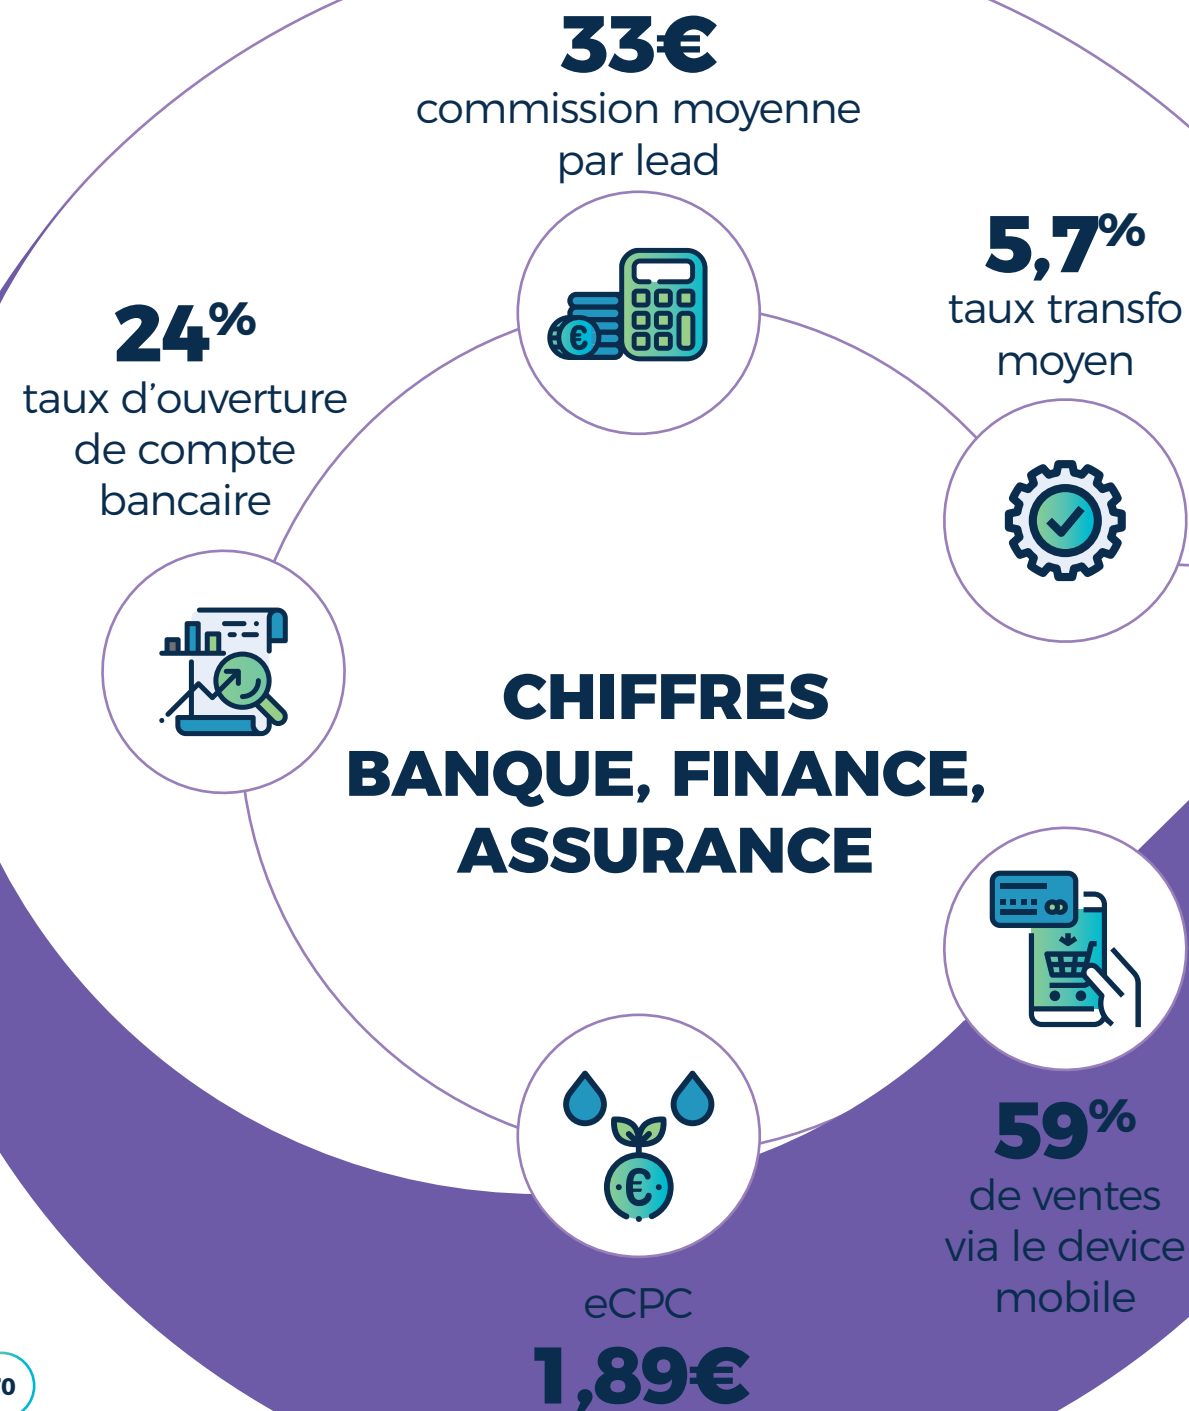 33€
commission moyenne
par lead
5,7%
taux transfo
moyen
24%
taux d’ouverture
de compte
bancaire
CHIFFRES
BANQUE, FINANCE,
ASSURANCE
59%
de ventes
via le device
mobile
eCPC
1,89€